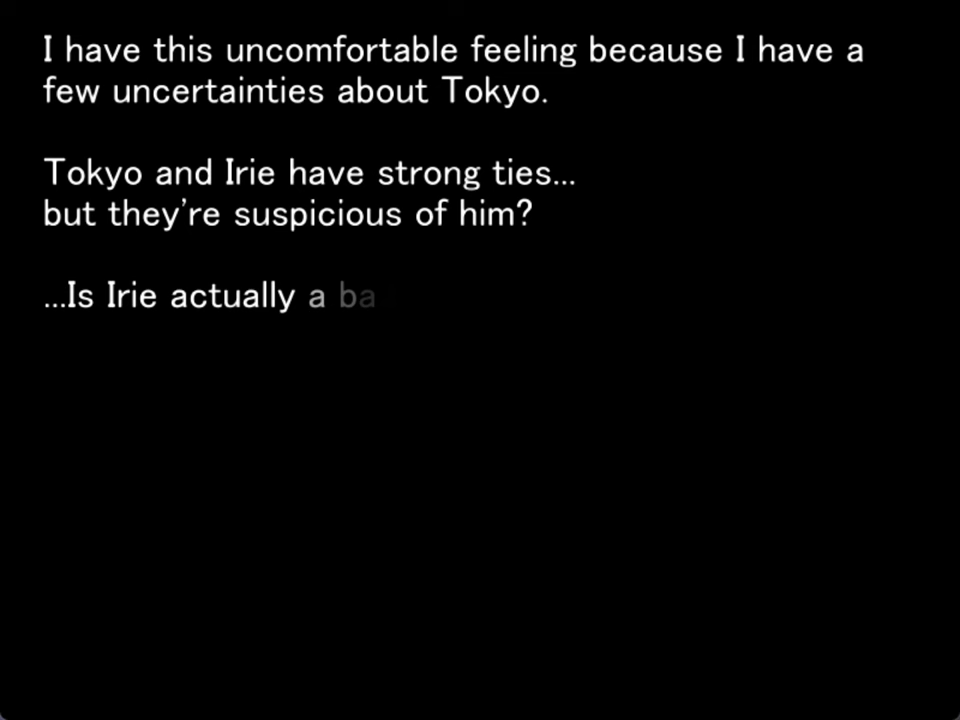 I have this uncomfortable feeling because I have a
few uncertainties about Tokyo.
Tokyo and Irie have strong ties...
but they're suspicious of him?
...Is Irie actually a ba